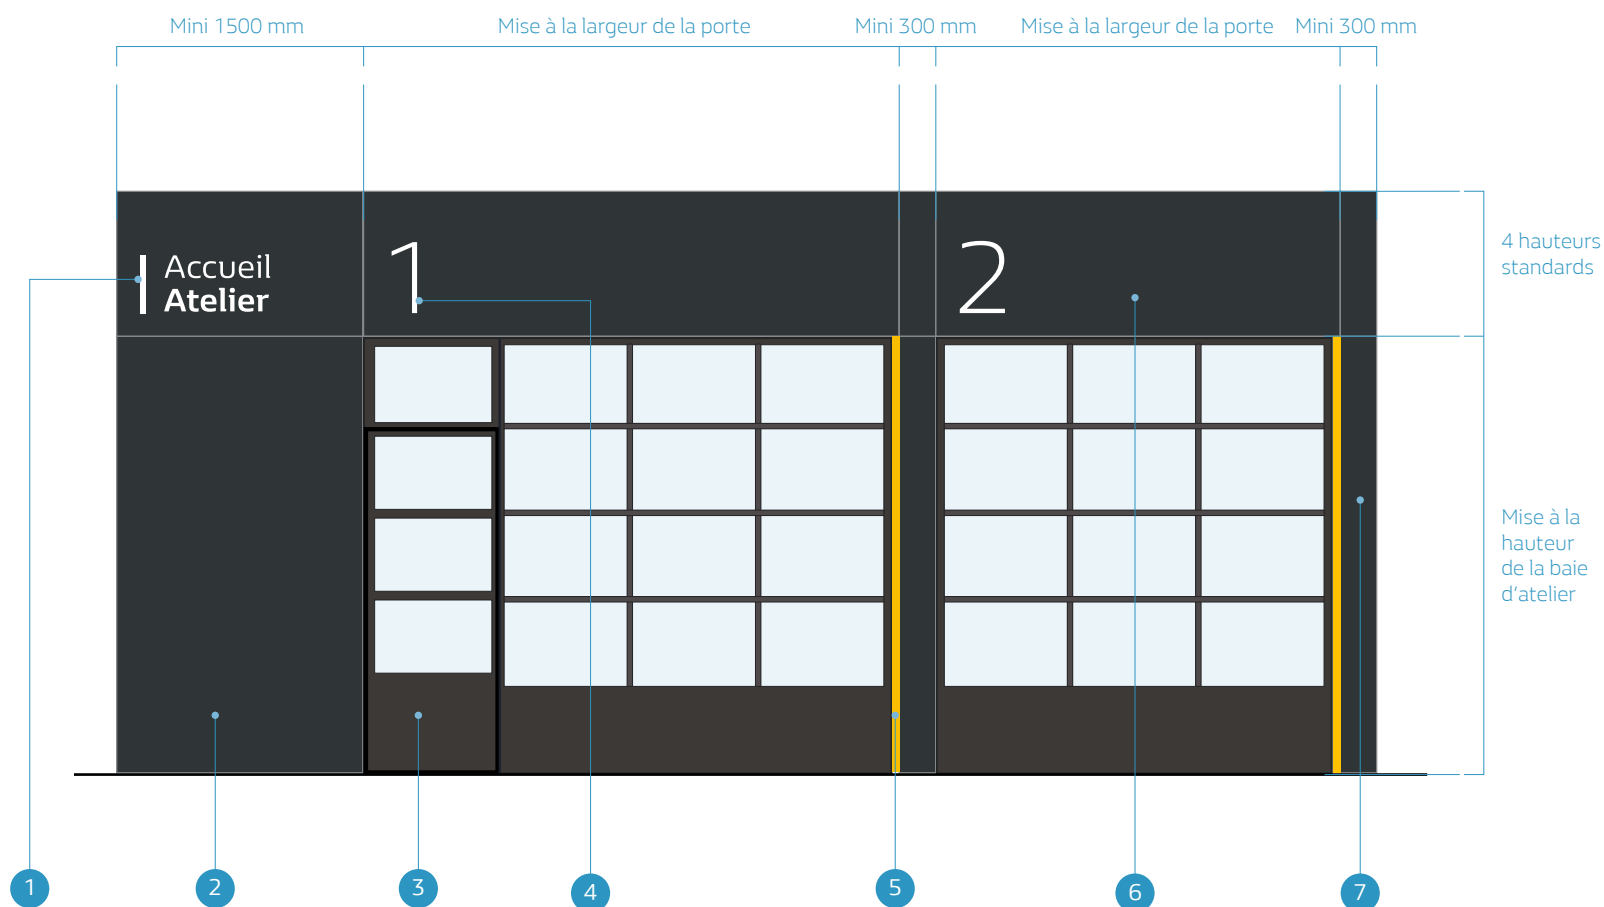 Mini 1500 mm
Mise à la largeur de la porte
Mini 300 mm
Mise à la largeur de la porte
Mini 300 mm
4 hauteurs
standards
Accueil
Atelier
1
2
Mise à la
hauteur
de la baie
d’atelier
1
2
3
4
5
6
7